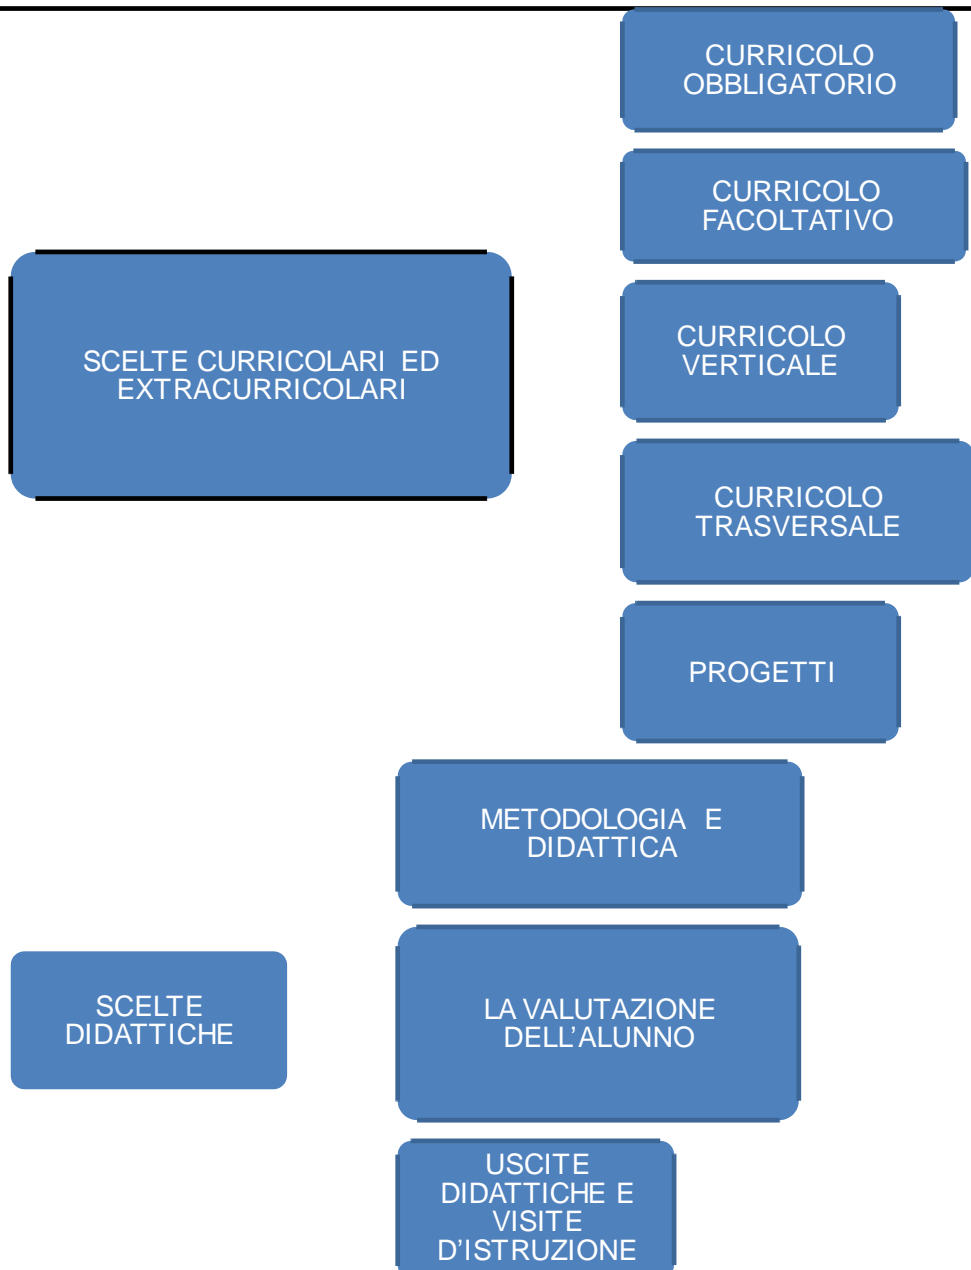 CURRICOLO
OBBLIGATORIO
CURRICOLO
FACOLTATIVO
SCELTE CURRICOLARI ED
EXTRACURRICOLARI
CURRICOLO
VERTICALE
CURRICOLO
TRASVERSALE
PROGETTI
METODOLOGIA E
DIDATTICA
SCELTE
DIDATTICHE
LA VALUTAZIONE
DELL'ALUNNO
USCITE
DIDATTICHE E
VISITE
D'ISTRUZIONE